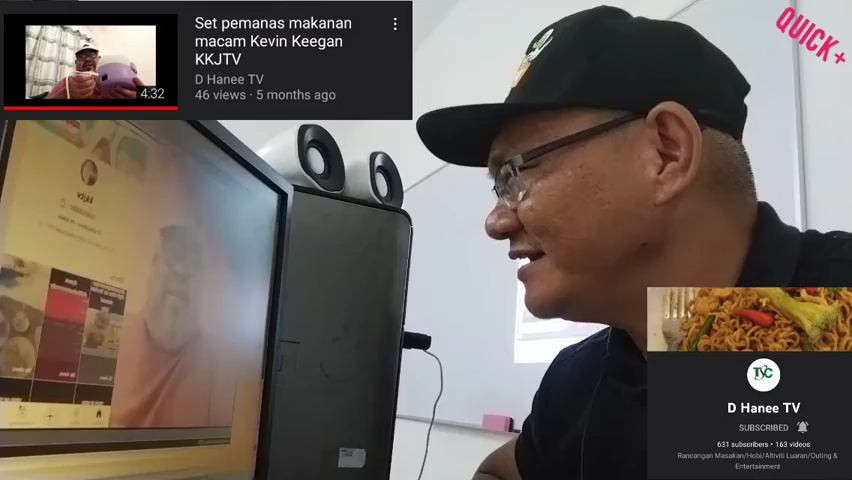 Set pemanas makanan
macam Kevin Keegan
KKJTV
D Hanee TV
46 views · 5 months ago
4:32
QUICK+
TSC
D Hanee TV
SUBSCRIBED
631 subscribers • 163 videos
Rancangan Masakan/Hobi/Altiviti Luaran/Outing &
Entertainment